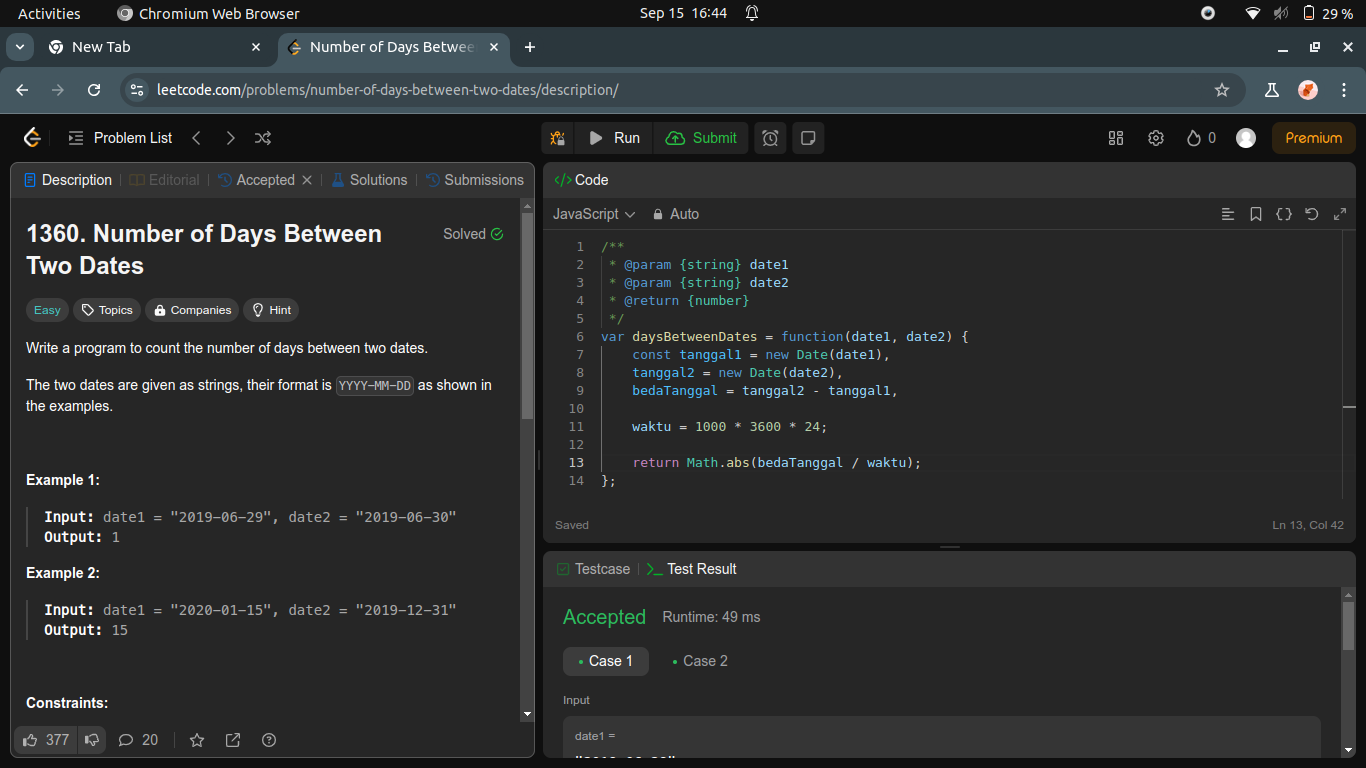 Activities
Chromium Web Browser
Sep 15 16:44
29 %
New Tab
Number of Days Betwee
leetcode.com/problems/number-of-days-between-two-dates/description/
Problem List
Run
Submit
0
Premium
Description
Editorial
Accepted
Solutions
Submissions
1360. Number of Days Between
Two Dates
Solved
Easy
Topics
Companies
Hint
Write a program to count the number of days between two dates.
The two dates are given as strings, their format is YYYY-MM-DD as shown in
the examples.
Example 1:
Input: date1 = "2019-06-29", date2 = "2019-06-30"
Output: 1
Example 2:
Input: date1 = "2020-01-15", date2 = "2019-12-31"
Output: 15
Constraints:
377
20
</> Code
JavaScript
Auto
1 /**
2 * @param {string} date1
3 * @param {string} date2
4 * @return {number}
5 */
6 var daysBetweenDates = function(date1, date2) {
7 const tanggal1 = new Date(date1),
8 tanggal2 = new Date(date2),
9 bedaTanggal = tanggal2 - tanggal1,
10
11 waktu = 1000 * 3600 * 24;
12
13 return Math.abs(bedaTanggal / waktu);
14 };
Saved
Ln 13, Col 42
Testcase
>_ Test Result
Accepted
Runtime: 49 ms
• Case 1
• Case 2
Input
date1 =